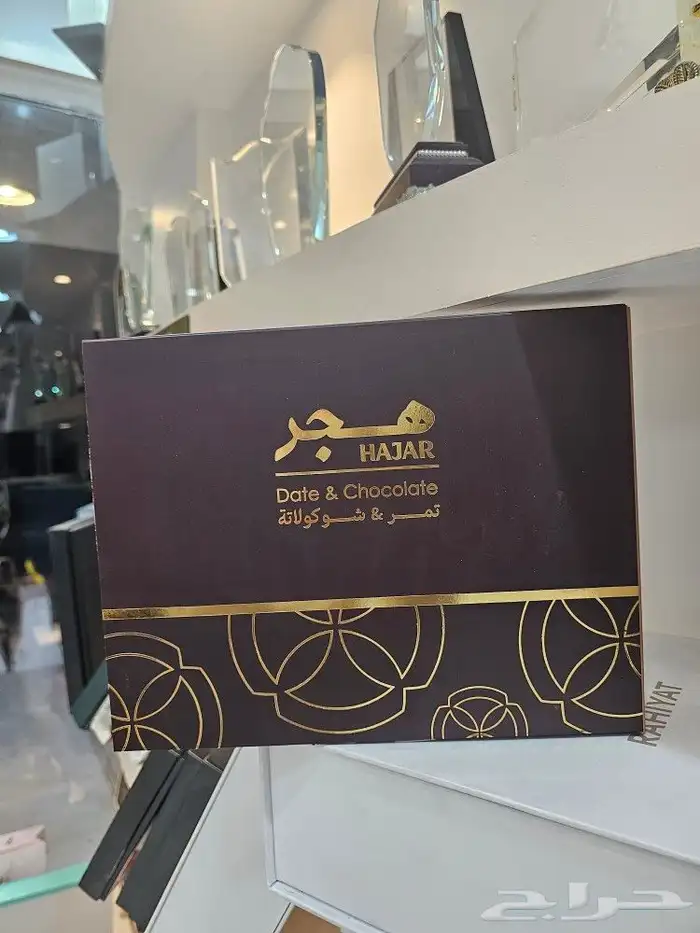 هجر
HAJAR
Date & Chocolate
تمر & شوكولاتة
RAHIYAT
حراج